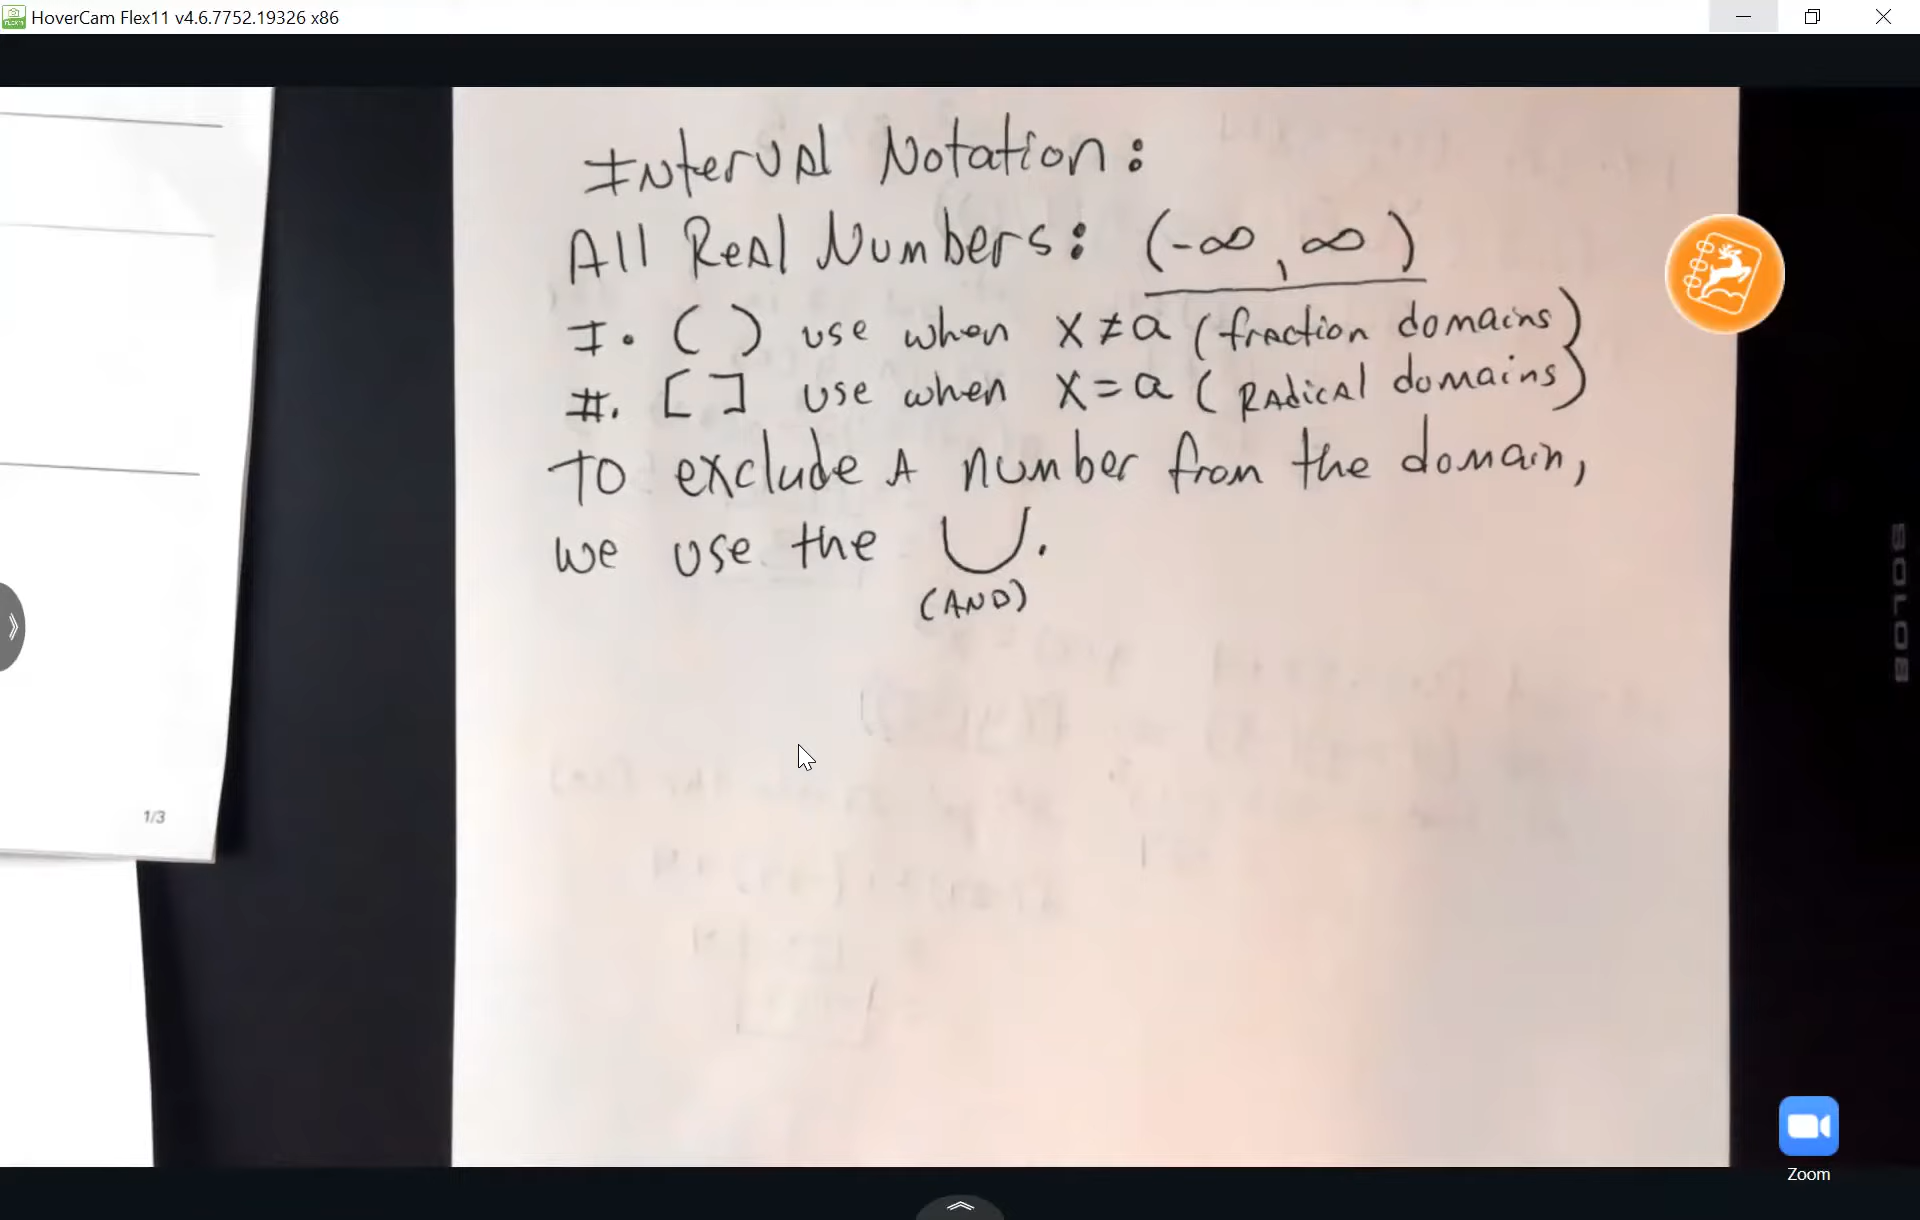 HoverCam Flex11 v4.6.7752.19326 x86
Interval Notation:
All Real Numbers: (-∞, ∞)
I. ( ) use when x ≠ a (fraction domains)
II. [ ] use when x = a (Radical domains)
To exclude A number from the domain,
we use the ∪.
(AND)
1/3
SOLO8
Zoom